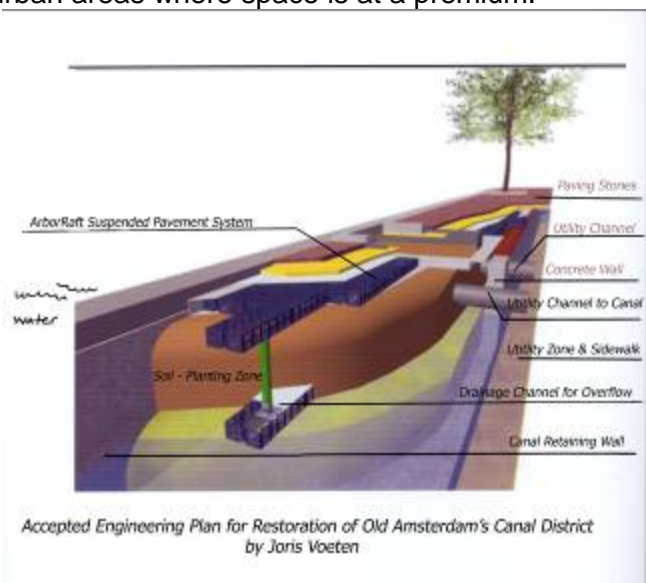 urban areas where space is at a premium.
Paving Stones
ArborRaft Suspended Pavement System
Utility Channel
Concrete Wall
water
Utility Channel to Canal
Utility Zone & Sidewalk
Soil - Planting Zone
Drainage Channel for Overflow
Canal Retaining Wall
Accepted Engineering Plan for Restoration of Old Amsterdam's Canal District
by Joris Voeten